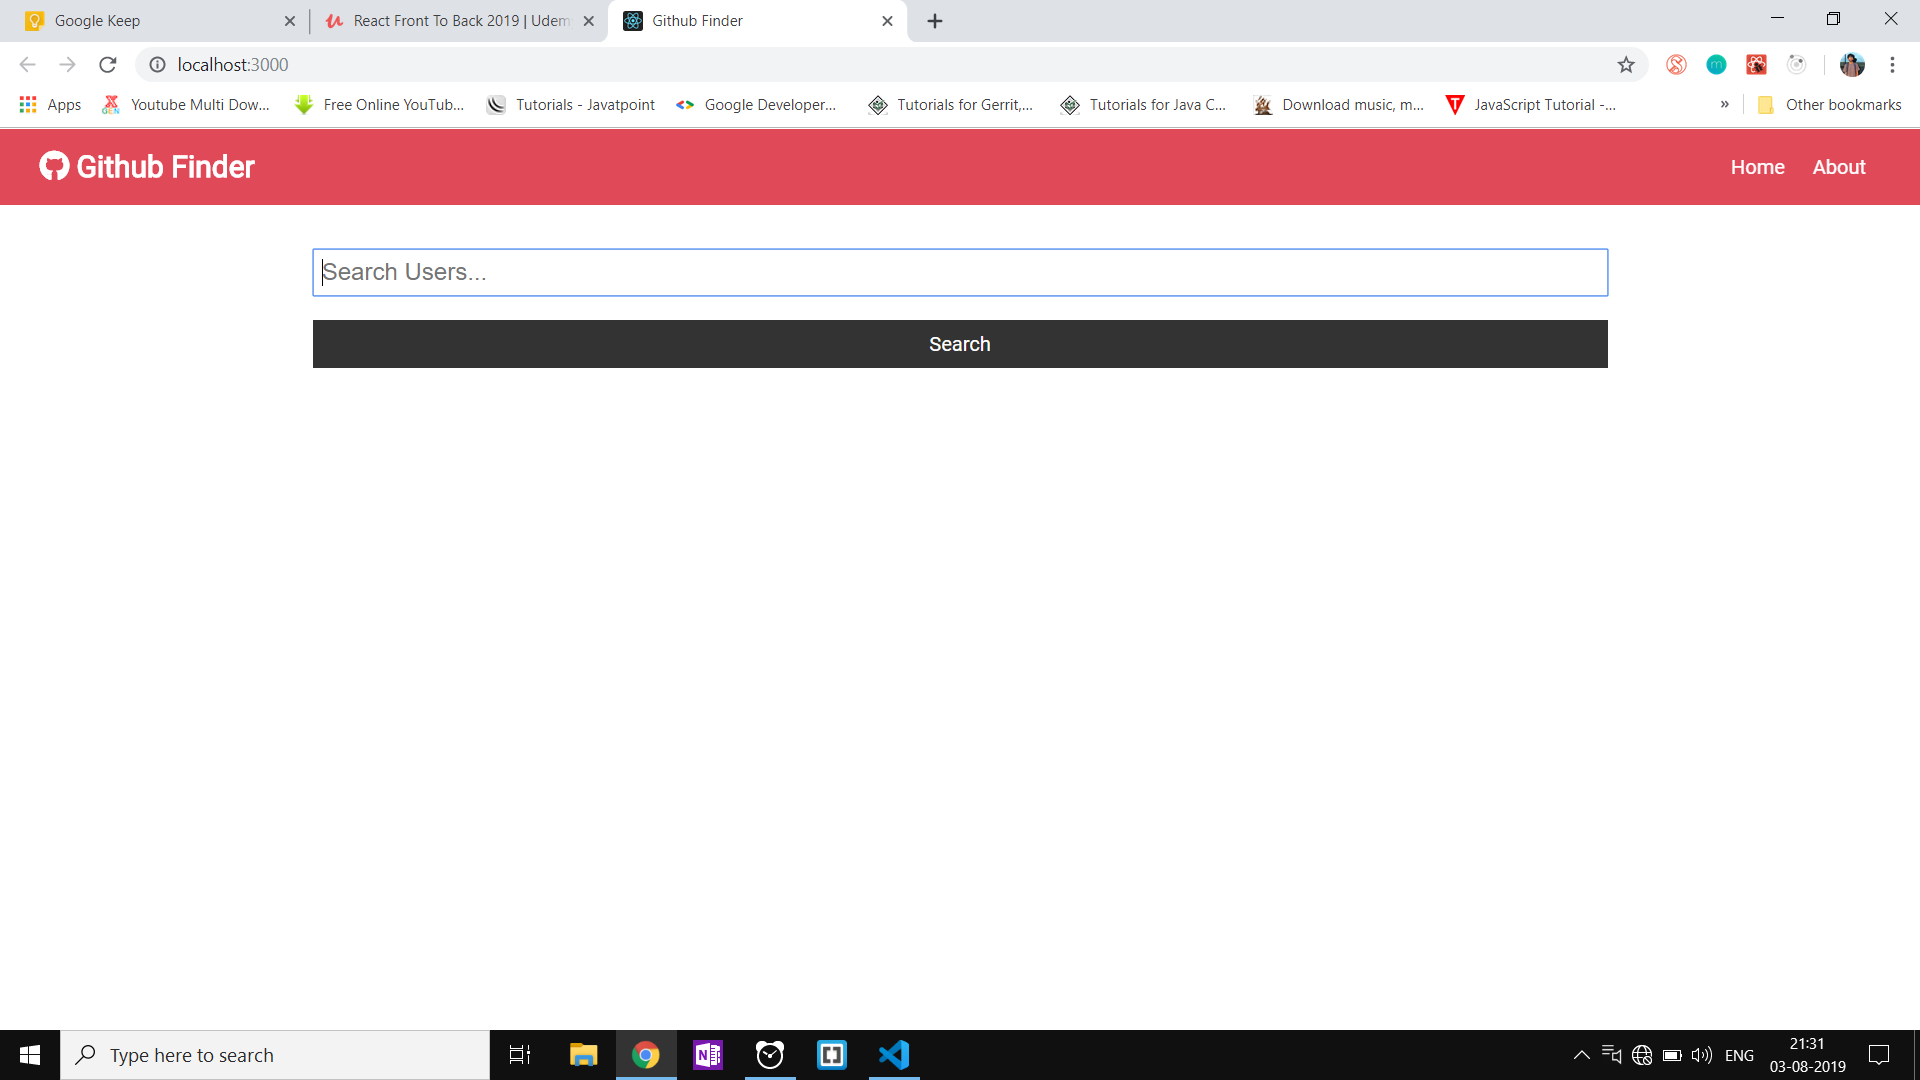 Google Keep
React Front To Back 2019 | Udem
Github Finder
localhost:3000
Apps
Youtube Multi Dow...
Free Online YouTub...
Tutorials - Javatpoint
Google Developer...
Tutorials for Gerrit,...
Tutorials for Java C...
Download music, m...
JavaScript Tutorial -...
»
Other bookmarks
Github Finder
Home
About
Search Users...
Search
Type here to search
ENG
21:31
03-08-2019